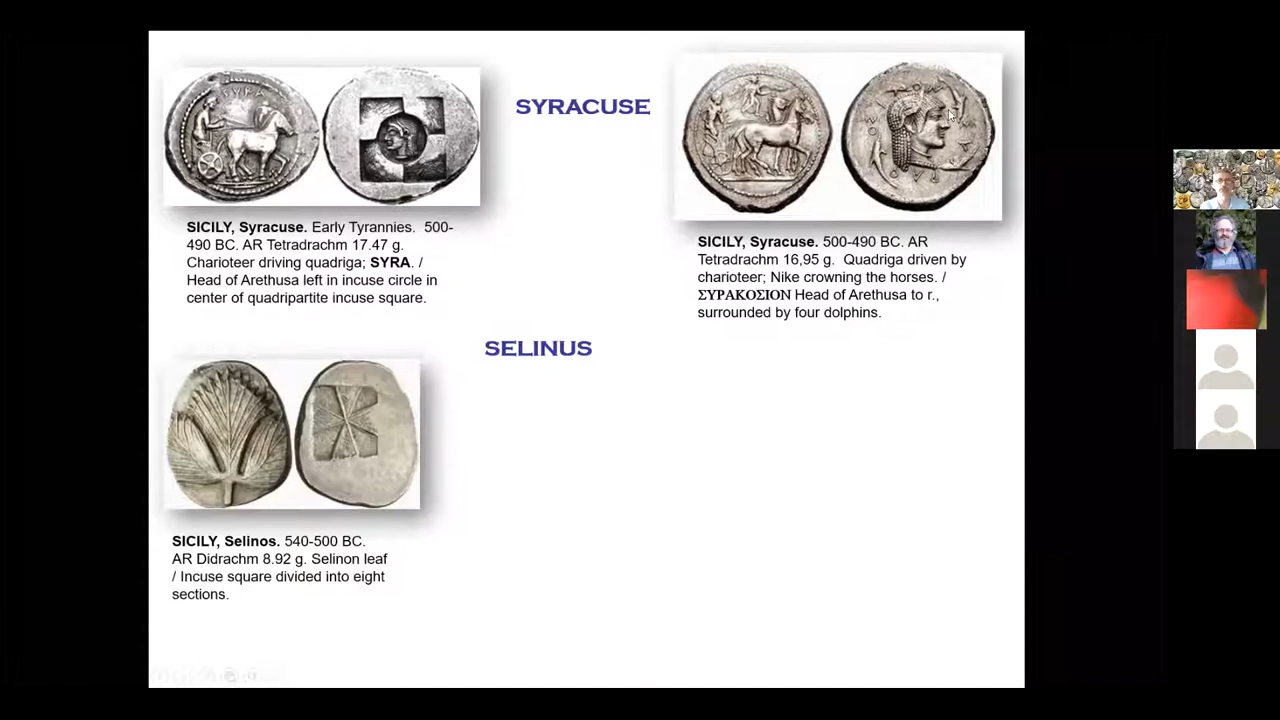 SYRACUSE
SICILY, Syracuse. Early Tyrannies. 500-
490 BC. AR Tetradrachm 17.47 g.
Charioteer driving quadriga; SYRA. /
Head of Arethusa left in incuse circle in
center of quadripartite incuse square.
SICILY, Syracuse. 500-490 BC. AR
Tetradrachm 16,95 g. Quadriga driven by
charioteer; Nike crowning the horses. /
ΣΥΡΑΚΟΣΙΟΝ Head of Arethusa to r.,
surrounded by four dolphins.
SELINUS
SICILY, Selinos. 540-500 BC.
AR Didrachm 8.92 g. Selinon leaf
/ Incuse square divided into eight
sections.